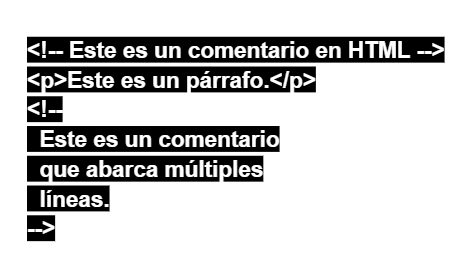 <!-- Este es un comentario en HTML -->
<p>Este es un párrafo.</p>
<!--
  Este es un comentario
  que abarca múltiples
  líneas.
-->